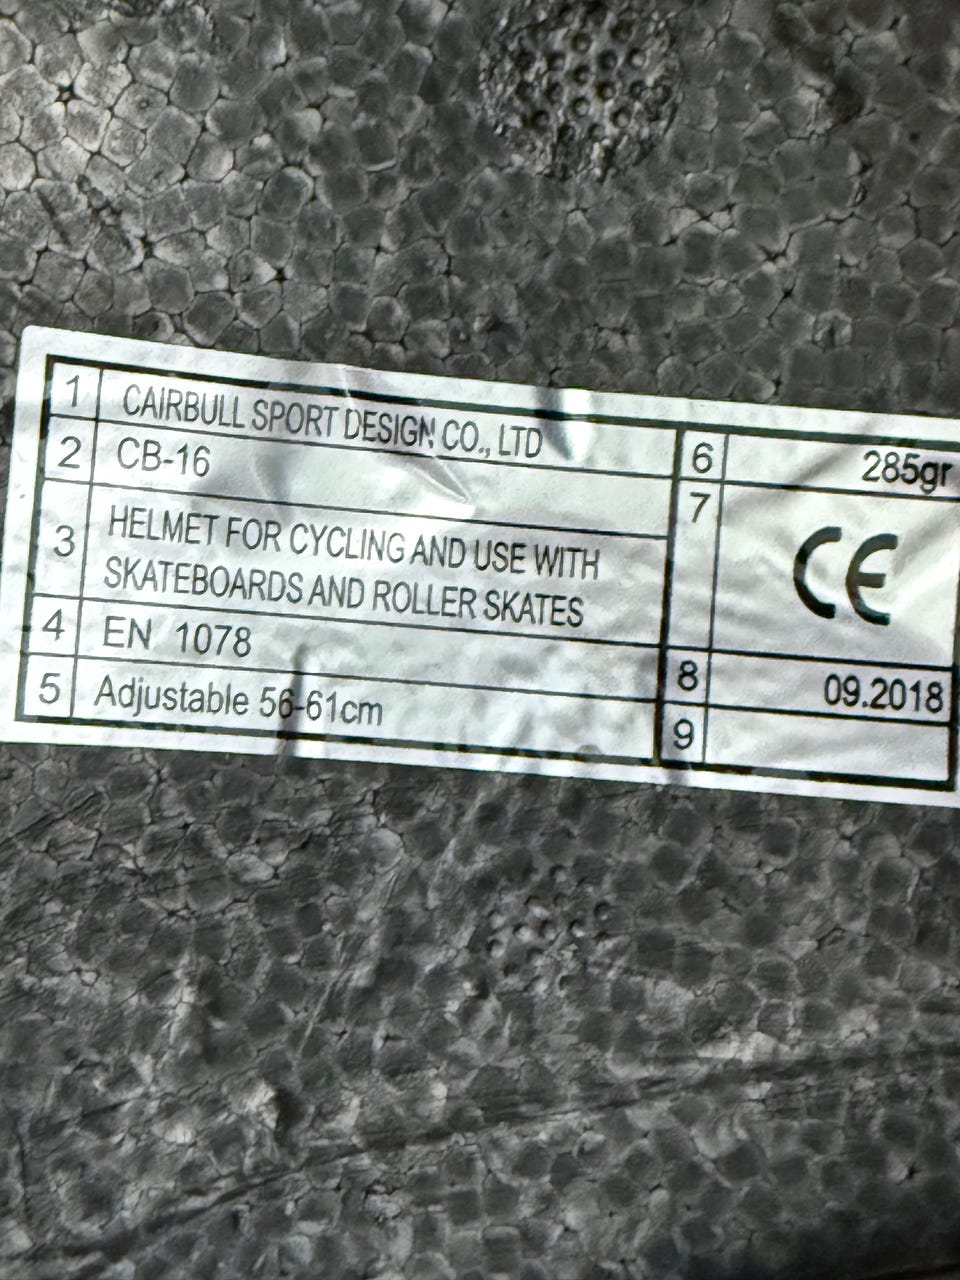 1 CAIRBULL SPORT DESIGN CO., LTD
2 CB-16
3 HELMET FOR CYCLING AND USE WITH
SKATEBOARDS AND ROLLER SKATES
4 EN 1078
5 Adjustable 56-61cm
6 285gr
7 CE
8 09.2018
9